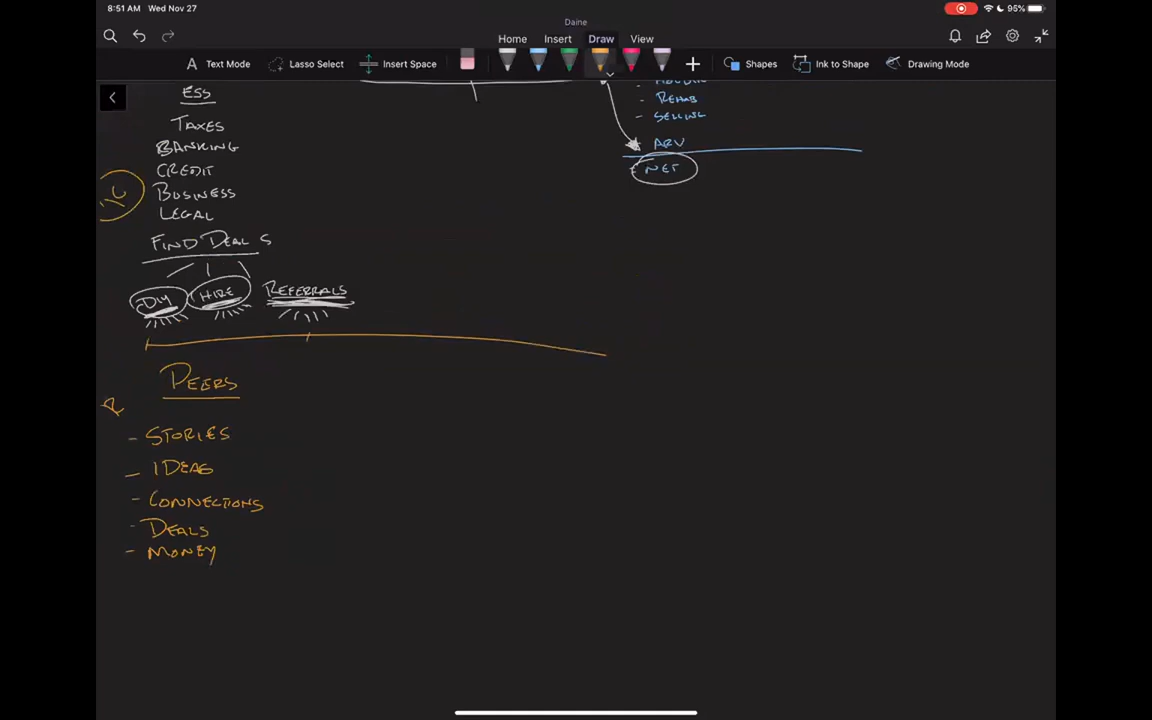 8:51 AM Wed Nov 27
95%
Daine
Home Insert Draw View
Text Mode Lasso Select Insert Space Shapes Ink to Shape Drawing Mode
ESS
TAXES
BANKING
CREDIT
BUSINESS
LEGAL
FIND DEALS
DIY HIRE REFERRALS
- REHAB
- SELLING
ARV
NET
PEERS
- STORIES
- IDEAS
- CONNECTIONS
- DEALS
- MONEY